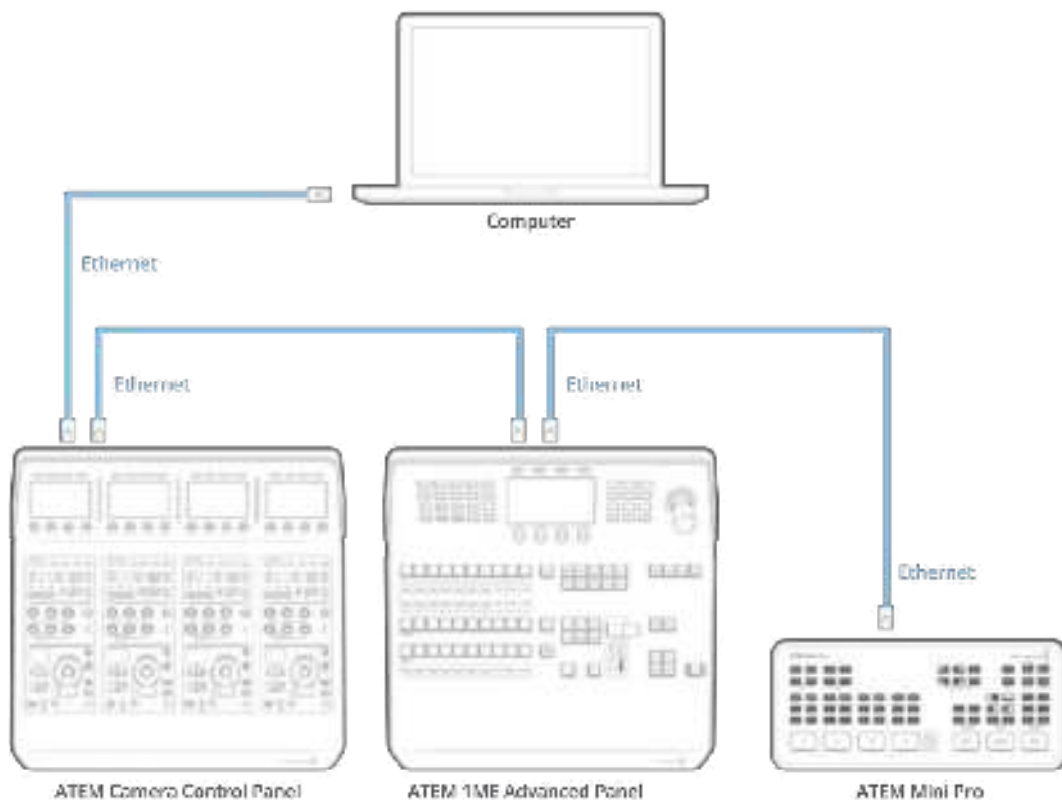 Computer
Ethernet
Ethernet
Ethernet
Ethernet
ATEM Camera Control Panel
ATEM 1ME Advanced Panel
ATEM Mini Pro